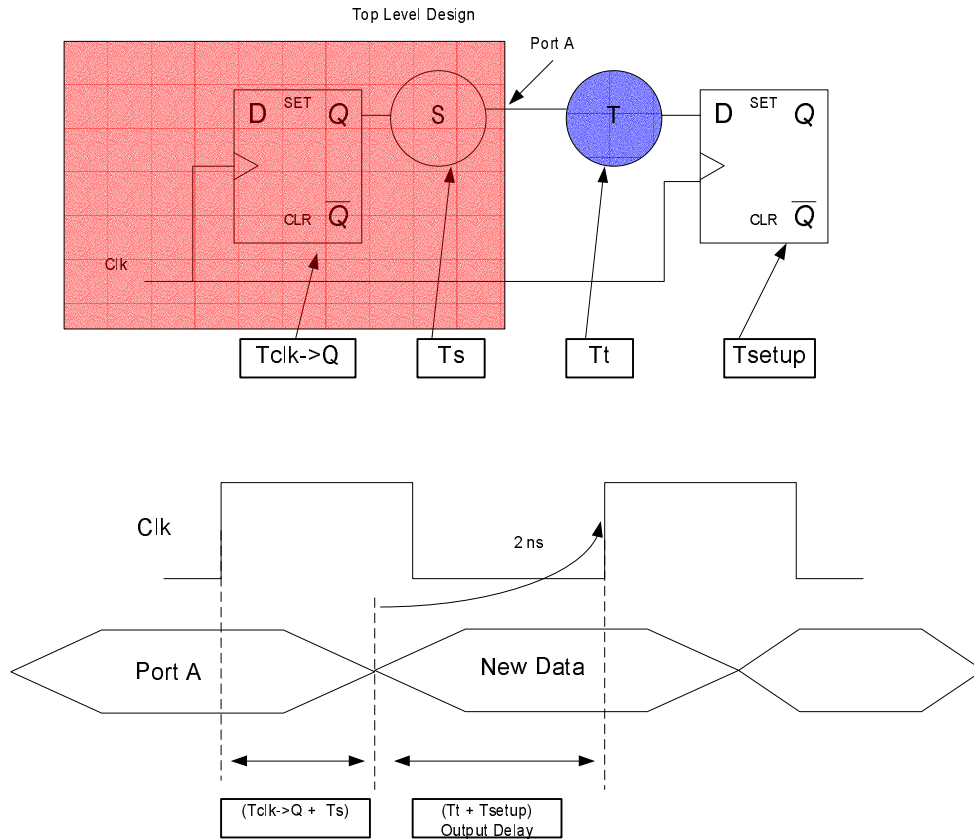 Top Level Design
Port A
D SET Q
S
T
D SET Q
CLR Q
CLR Q
Clk
Tclk->Q
Ts
Tt
Tsetup
Clk
2 ns
Port A
New Data
(Tclk->Q + Ts)
(Tt + Tsetup)
Output Delay